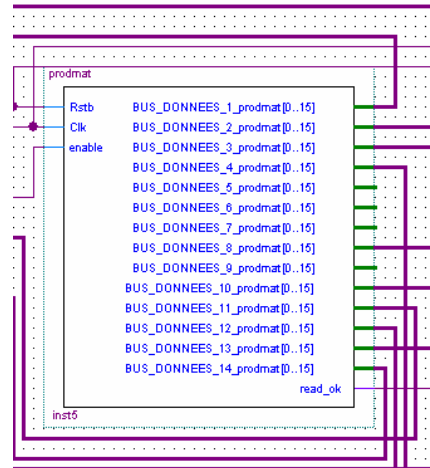 prodmat
Rstb BUS_DONNEES_1_prodmat[0..15]
Clk BUS_DONNEES_2_prodmat[0..15]
enable BUS_DONNEES_3_prodmat[0..15]
BUS_DONNEES_4_prodmat[0..15]
BUS_DONNEES_5_prodmat[0..15]
BUS_DONNEES_6_prodmat[0..15]
BUS_DONNEES_7_prodmat[0..15]
BUS_DONNEES_8_prodmat[0..15]
BUS_DONNEES_9_prodmat[0..15]
BUS_DONNEES_10_prodmat[0..15]
BUS_DONNEES_11_prodmat[0..15]
BUS_DONNEES_12_prodmat[0..15]
BUS_DONNEES_13_prodmat[0..15]
BUS_DONNEES_14_prodmat[0..15]
read_ok
inst5